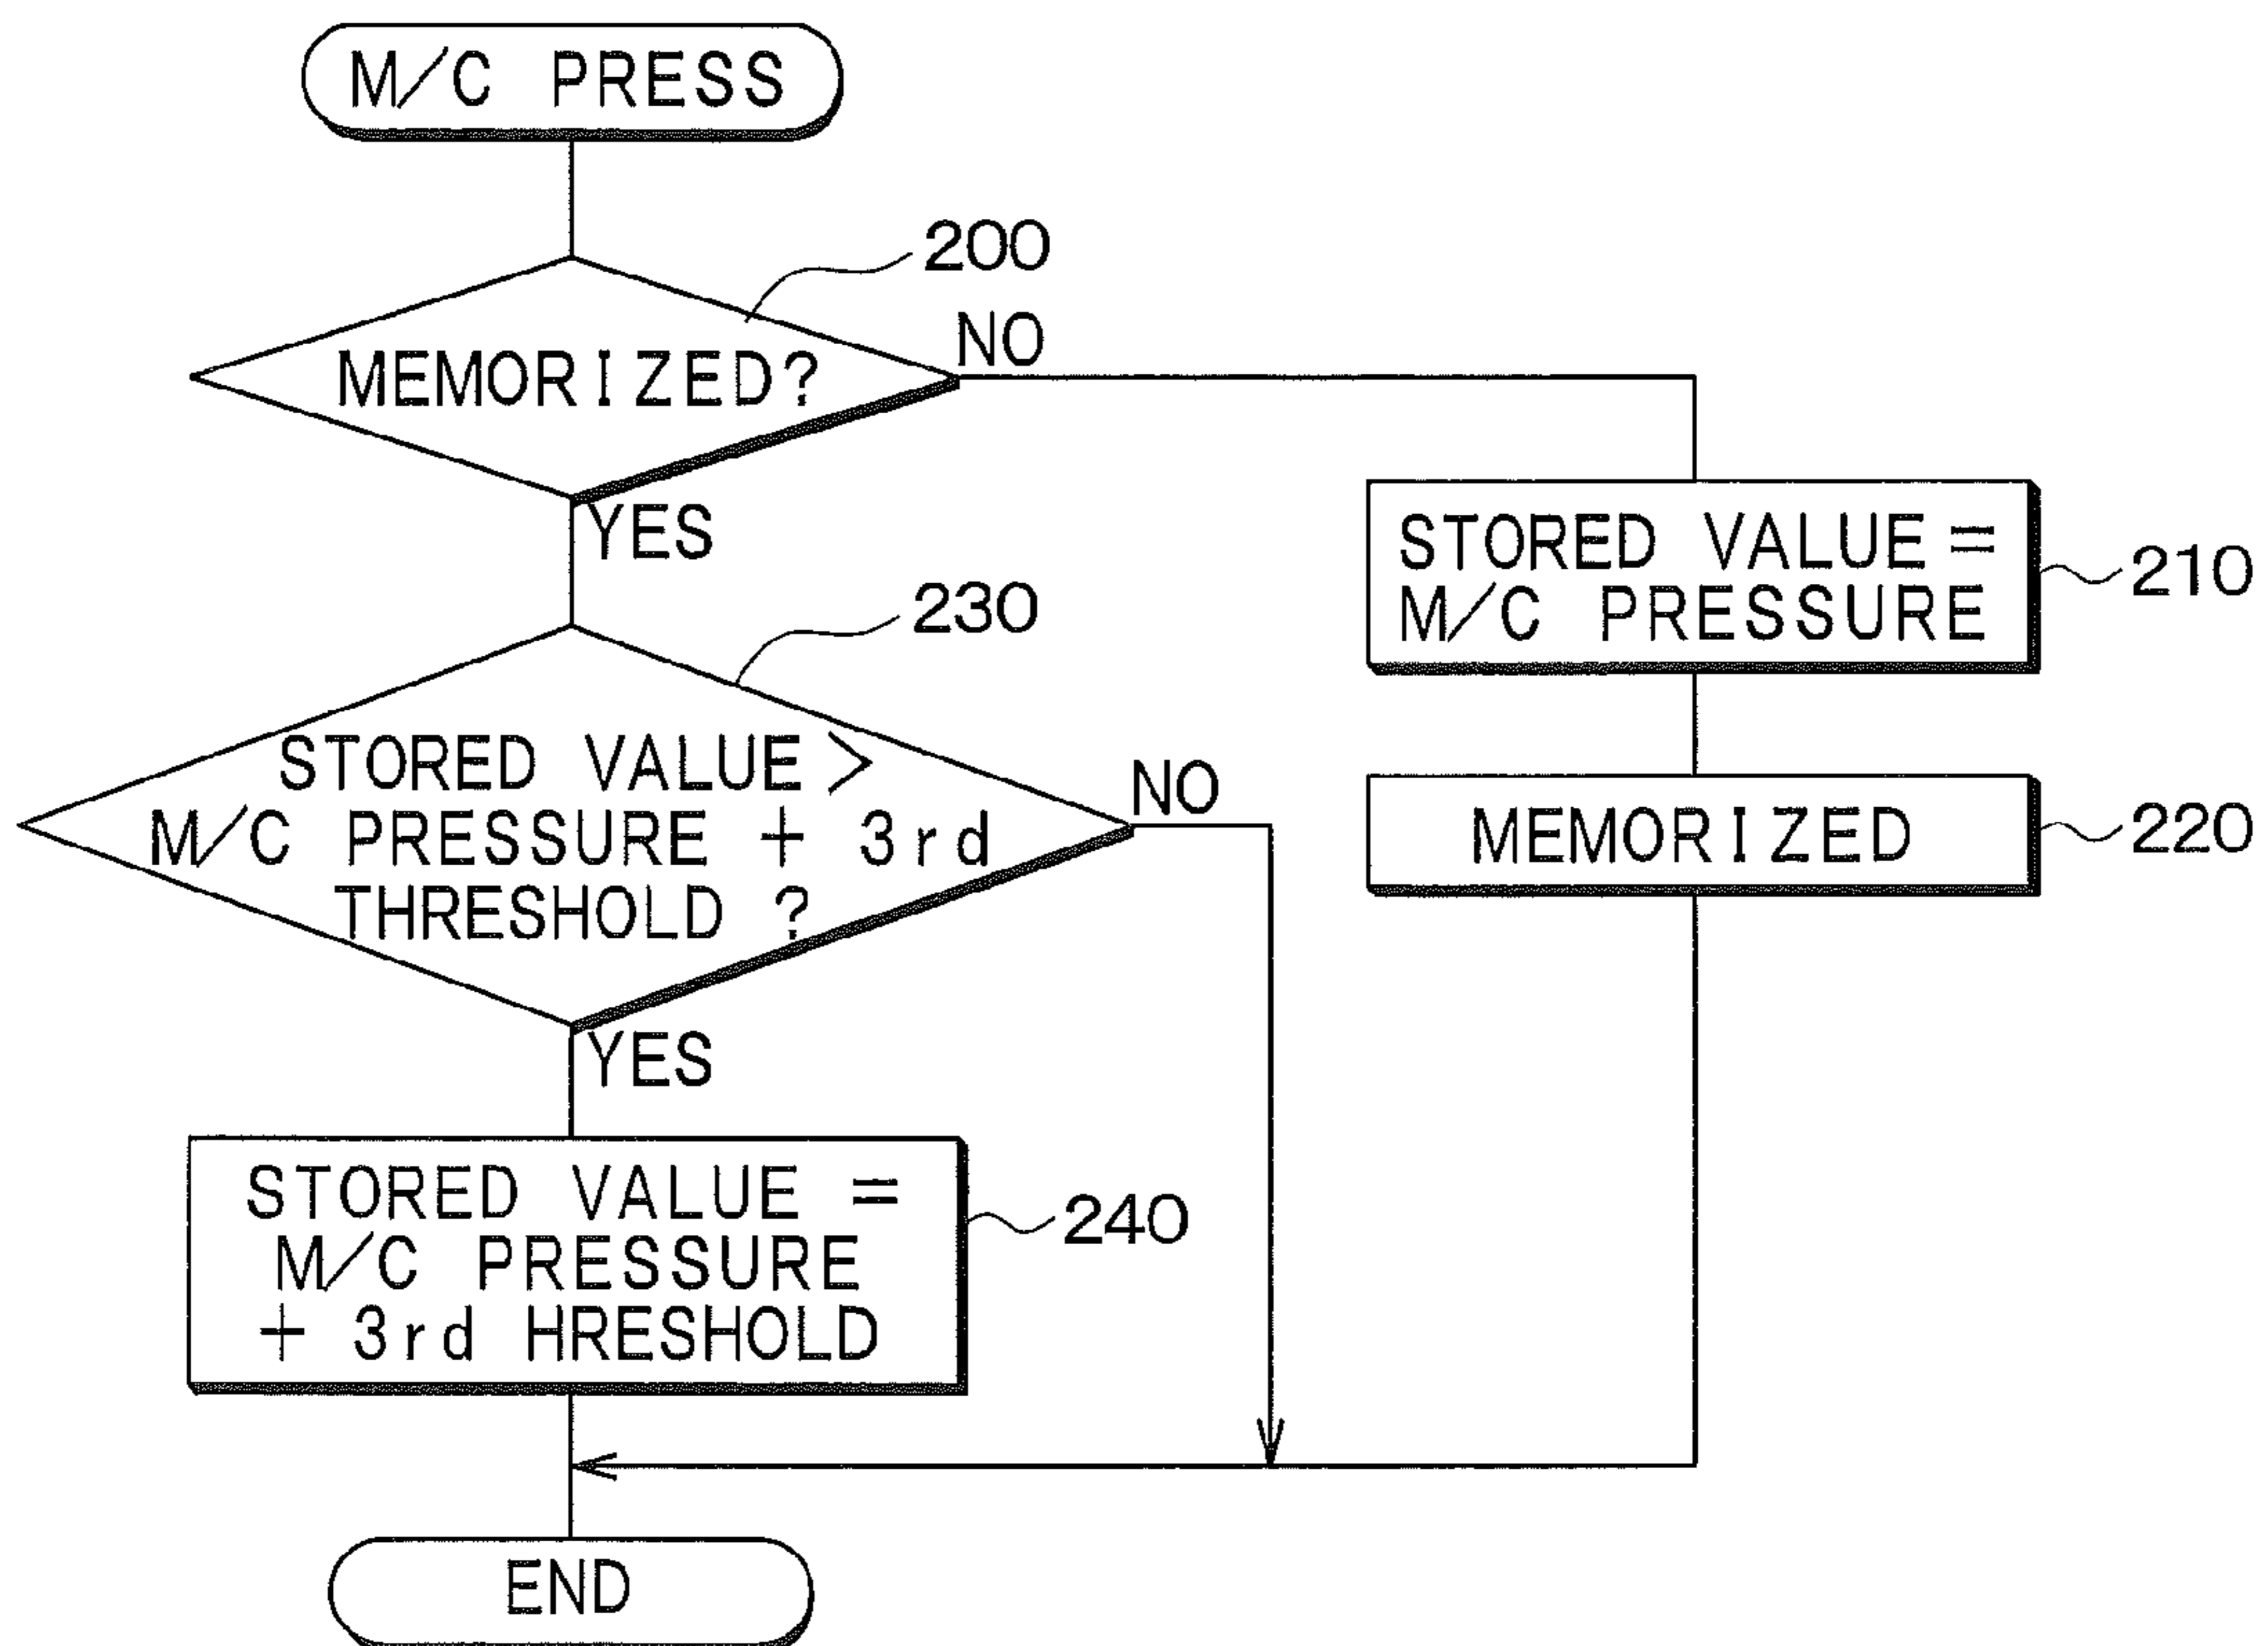 M/C PRESS
200
MEMORIZED?
NO
YES
STORED VALUE =
M/C PRESSURE
210
MEMORIZED
220
230
STORED VALUE >
M/C PRESSURE + 3rd
THRESHOLD ?
NO
YES
STORED VALUE =
M/C PRESSURE
+ 3rd HRESHOLD
240
END